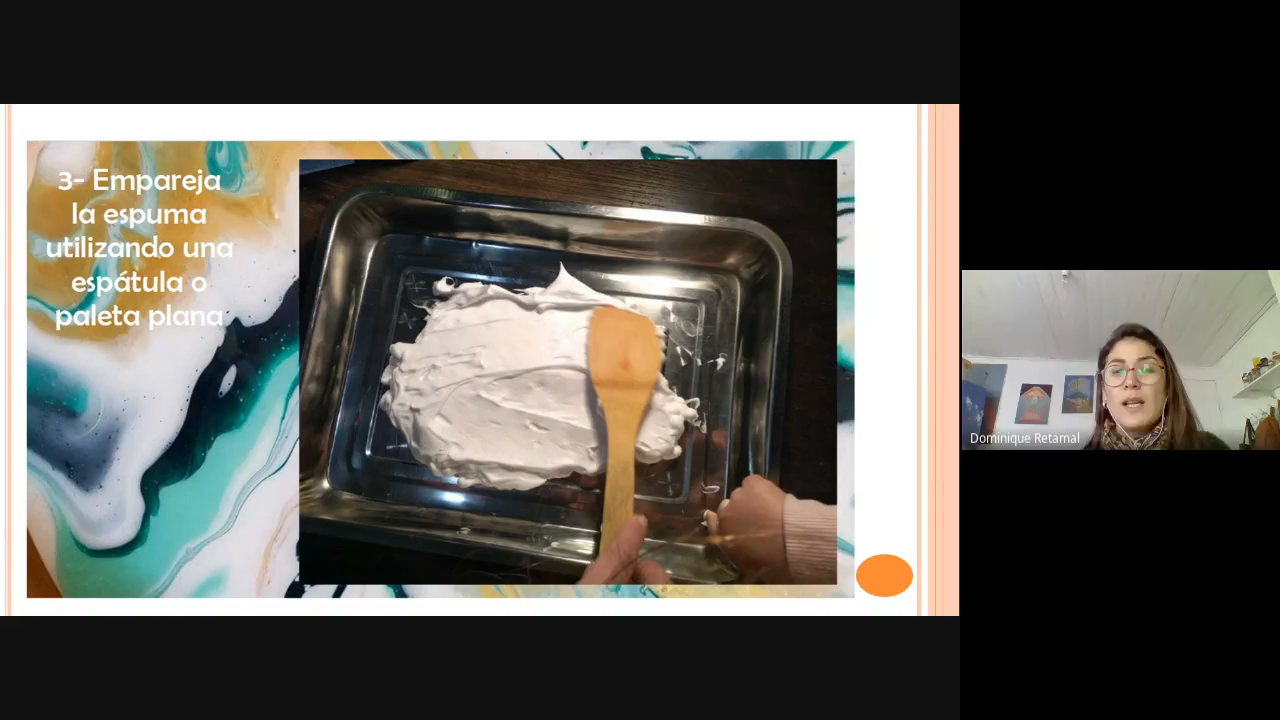 3- Empareja
la espuma
utilizando una
espátula o
paleta plana
Dominique Retamal